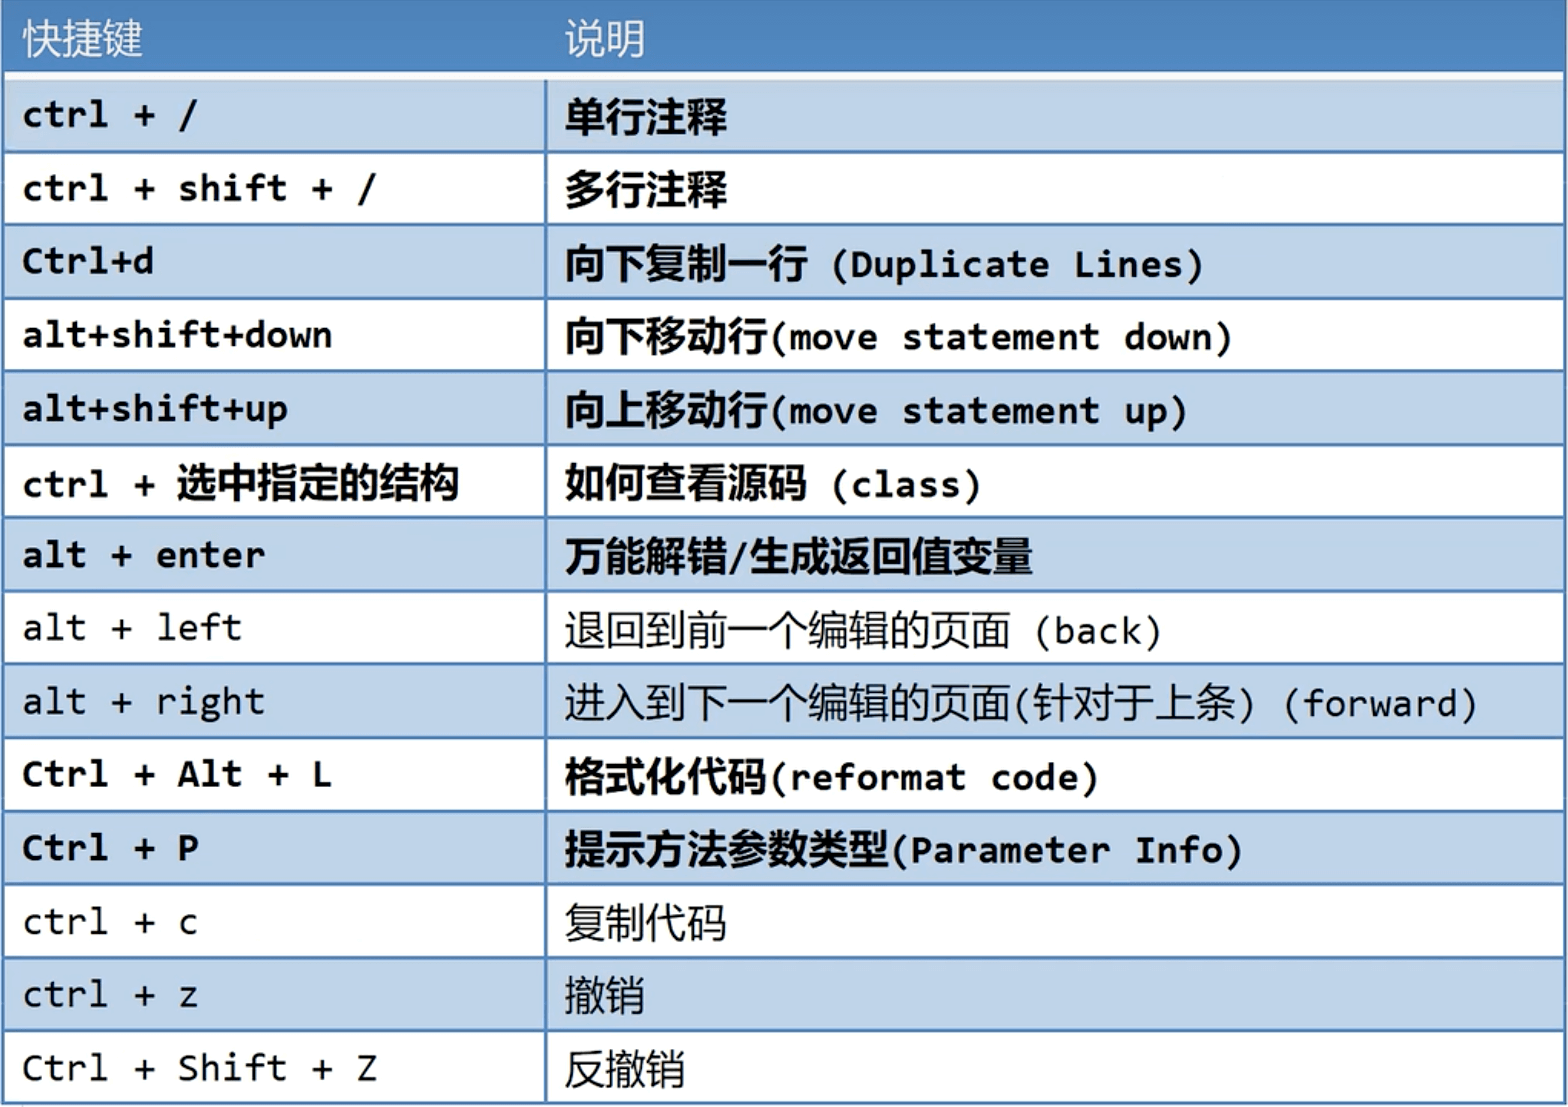 快捷键 说明
ctrl + / 单行注释
ctrl + shift + / 多行注释
Ctrl+d 向下复制一行 (Duplicate Lines)
alt+shift+down 向下移动行(move statement down)
alt+shift+up 向上移动行(move statement up)
ctrl + 选中指定的结构 如何查看源码 (class)
alt + enter 万能解错/生成返回值变量
alt + left 退回到前一个编辑的页面 (back)
alt + right 进入到下一个编辑的页面(针对于上条) (forward)
Ctrl + Alt + L 格式化代码(reformat code)
Ctrl + P 提示方法参数类型(Parameter Info)
ctrl + c 复制代码
ctrl + z 撤销
Ctrl + Shift + Z 反撤销